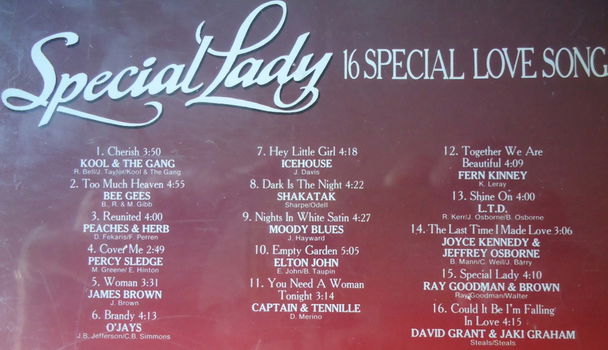 Special Lady
16 SPECIAL LOVE SONG
1. Cherish 3:50
KOOL & THE GANG
R. Bell/J. Taylor/Kool & The Gang
2. Too Much Heaven 4:55
BEE GEES
B., R. & M. Gibb
3. Reunited 4:00
PEACHES & HERB
D. Fekaris/F. Perren
4. Cover Me 2:49
PERCY SLEDGE
M. Greene/ E. Hinton
5. Woman 3:31
JAMES BROWN
J. Brown
6. Brandy 4:13
O'JAYS
J.B. Jefferson/C.B. Simmons
7. Hey Little Girl 4:18
ICEHOUSE
J. Davis
8. Dark Is The Night 4:22
SHAKATAK
Sharpe/Odell
9. Nights In White Satin 4:27
MOODY BLUES
J. Hayward
10. Empty Garden 5:05
ELTON JOHN
E. John/B. Taupin
11. You Need A Woman
Tonight 3:14
CAPTAIN & TENNILLE
D. Merino
12. Together We Are
Beautiful 4:09
FERN KINNEY
K. Leray
13. Shine On 4:00
L.T.D.
R. Kerr/J. Osborne/B. Osborne
14. The Last Time I Made Love 3:06
JOYCE KENNEDY &
JEFFREY OSBORNE
B. Mann/C. Weil/J. Barry
15. Special Lady 4:10
RAY GOODMAN & BROWN
Ray/Goodman/Walter
16. Could It Be I'm Falling
In Love 4:15
DAVID GRANT & JAKI GRAHAM
Steals/Steals